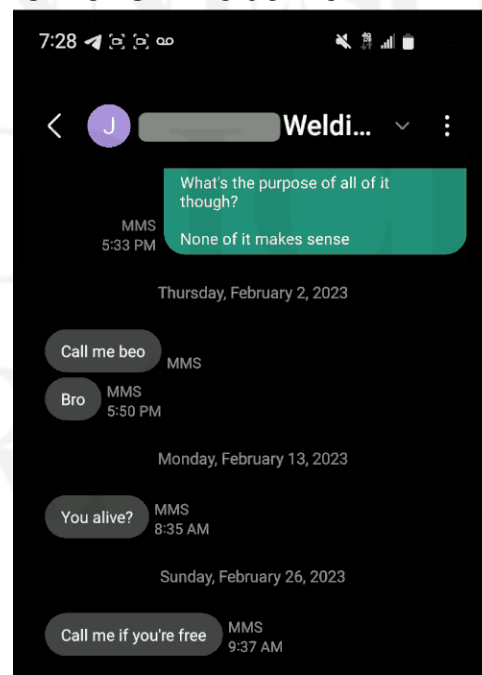 7:28
J Weldi...
What's the purpose of all of it
though?
None of it makes sense
MMS
5:33 PM
Thursday, February 2, 2023
Call me beo
MMS
Bro
MMS
5:50 PM
Monday, February 13, 2023
You alive?
MMS
8:35 AM
Sunday, February 26, 2023
Call me if you're free
MMS
9:37 AM